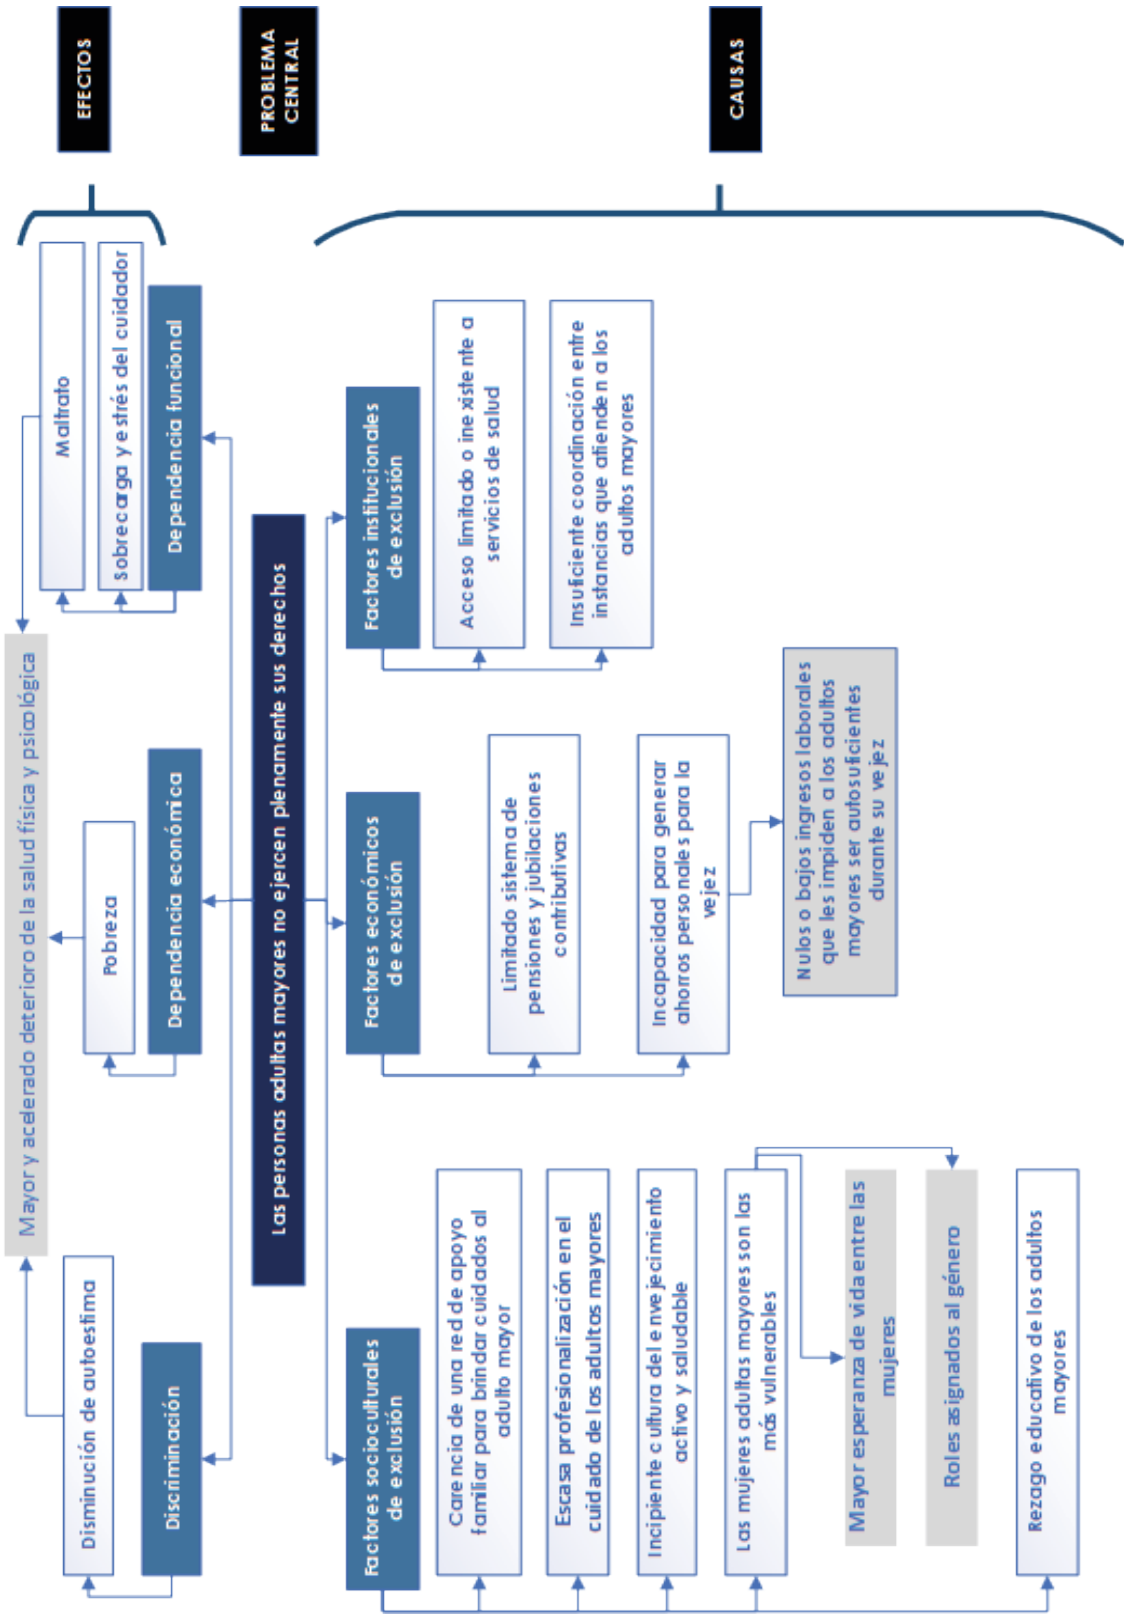 Mayor y acelerado deterioro de la salud física y psicológica
Disminución de autoestima
Pobreza
Maltrato
Sobrecarga y estrés del cuidador
Discriminación
Dependencia económica
Dependencia funcional
EFECTOS
Las personas adultas mayores no ejercen plenamente sus derechos
PROBLEMA
CENTRAL
Factores socioculturales
de exclusión
Carencia de una red de apoyo
familiar para brindar cuidados al
adulto mayor
Escasa profesionalización en el
cuidado de los adultos mayores
Incipiente cultura del envejecimiento
activo y saludable
Las mujeres adultas mayores son las
más vulnerables
Mayor esperanza de vida entre las
mujeres
Roles asignados al género
Rezago educativo de los adultos
mayores
Factores económicos
de exclusión
Limitado sistema de
pensiones y jubilaciones
contributivas
Incapacidad para generar
ahorros personales para la
vejez
Nulos o bajos ingresos laborales
que les impiden a los adultos
mayores ser autosuficientes
durante su vejez
Factores institucionales
de exclusión
Acceso limitado o inexistente a
servicios de salud
Insuficiente coordinación entre
instancias que atienden a los
adultos mayores
CAUSAS